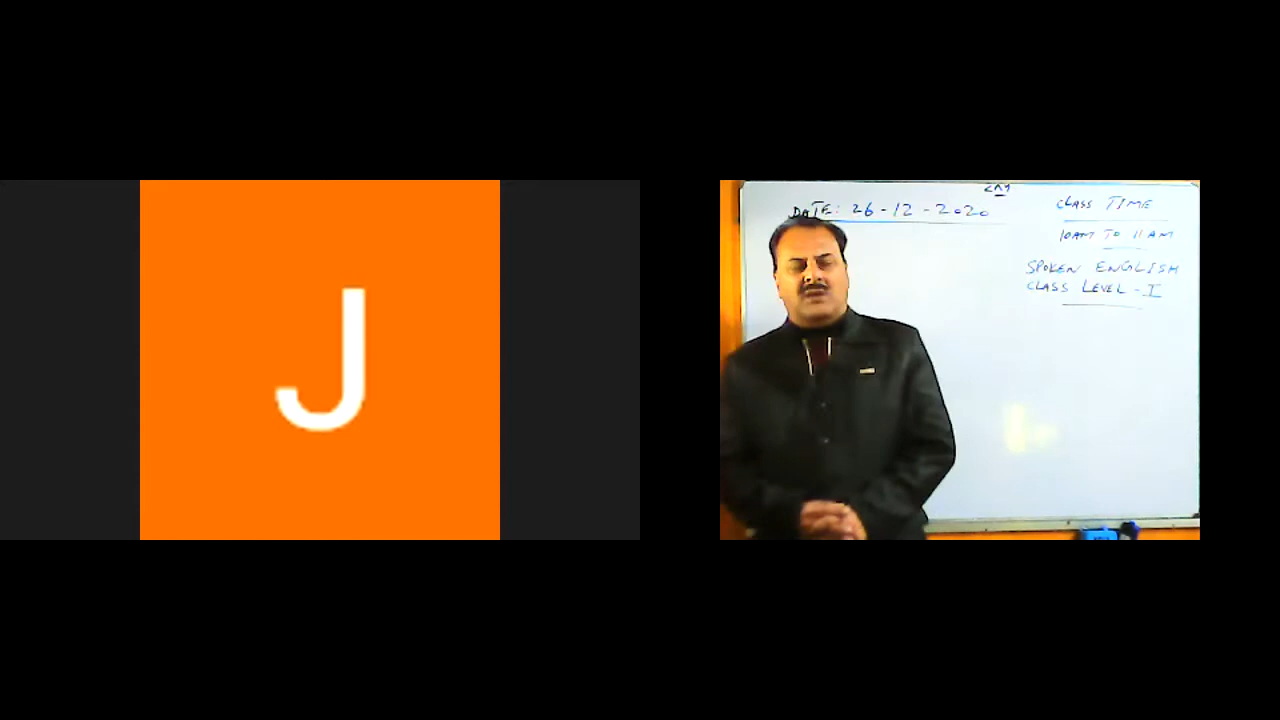 J
DATE: 26-12-2020
CLASS TIME
10AM TO 11AM
SPOKEN ENGLISH
CLASS LEVEL - I